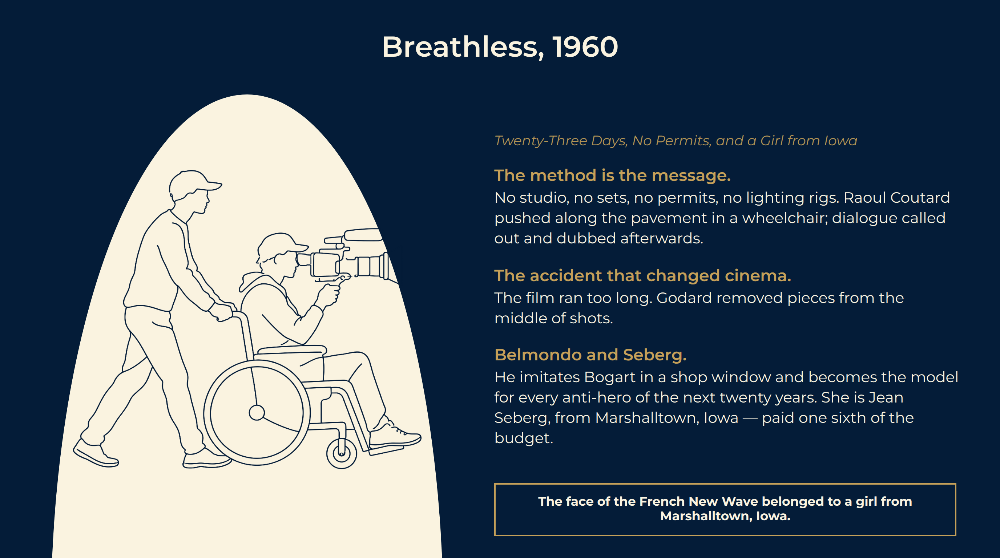 Breathless, 1960
Twenty-Three Days, No Permits, and a Girl from Iowa
The method is the message.
No studio, no sets, no permits, no lighting rigs. Raoul Coutard
pushed along the pavement in a wheelchair; dialogue called
out and dubbed afterwards.
The accident that changed cinema.
The film ran too long. Godard removed pieces from the
middle of shots.
Belmondo and Seberg.
He imitates Bogart in a shop window and becomes the model
for every anti-hero of the next twenty years. She is Jean
Seberg, from Marshalltown, Iowa — paid one sixth of the
budget.
The face of the French New Wave belonged to a girl from
Marshalltown, Iowa.